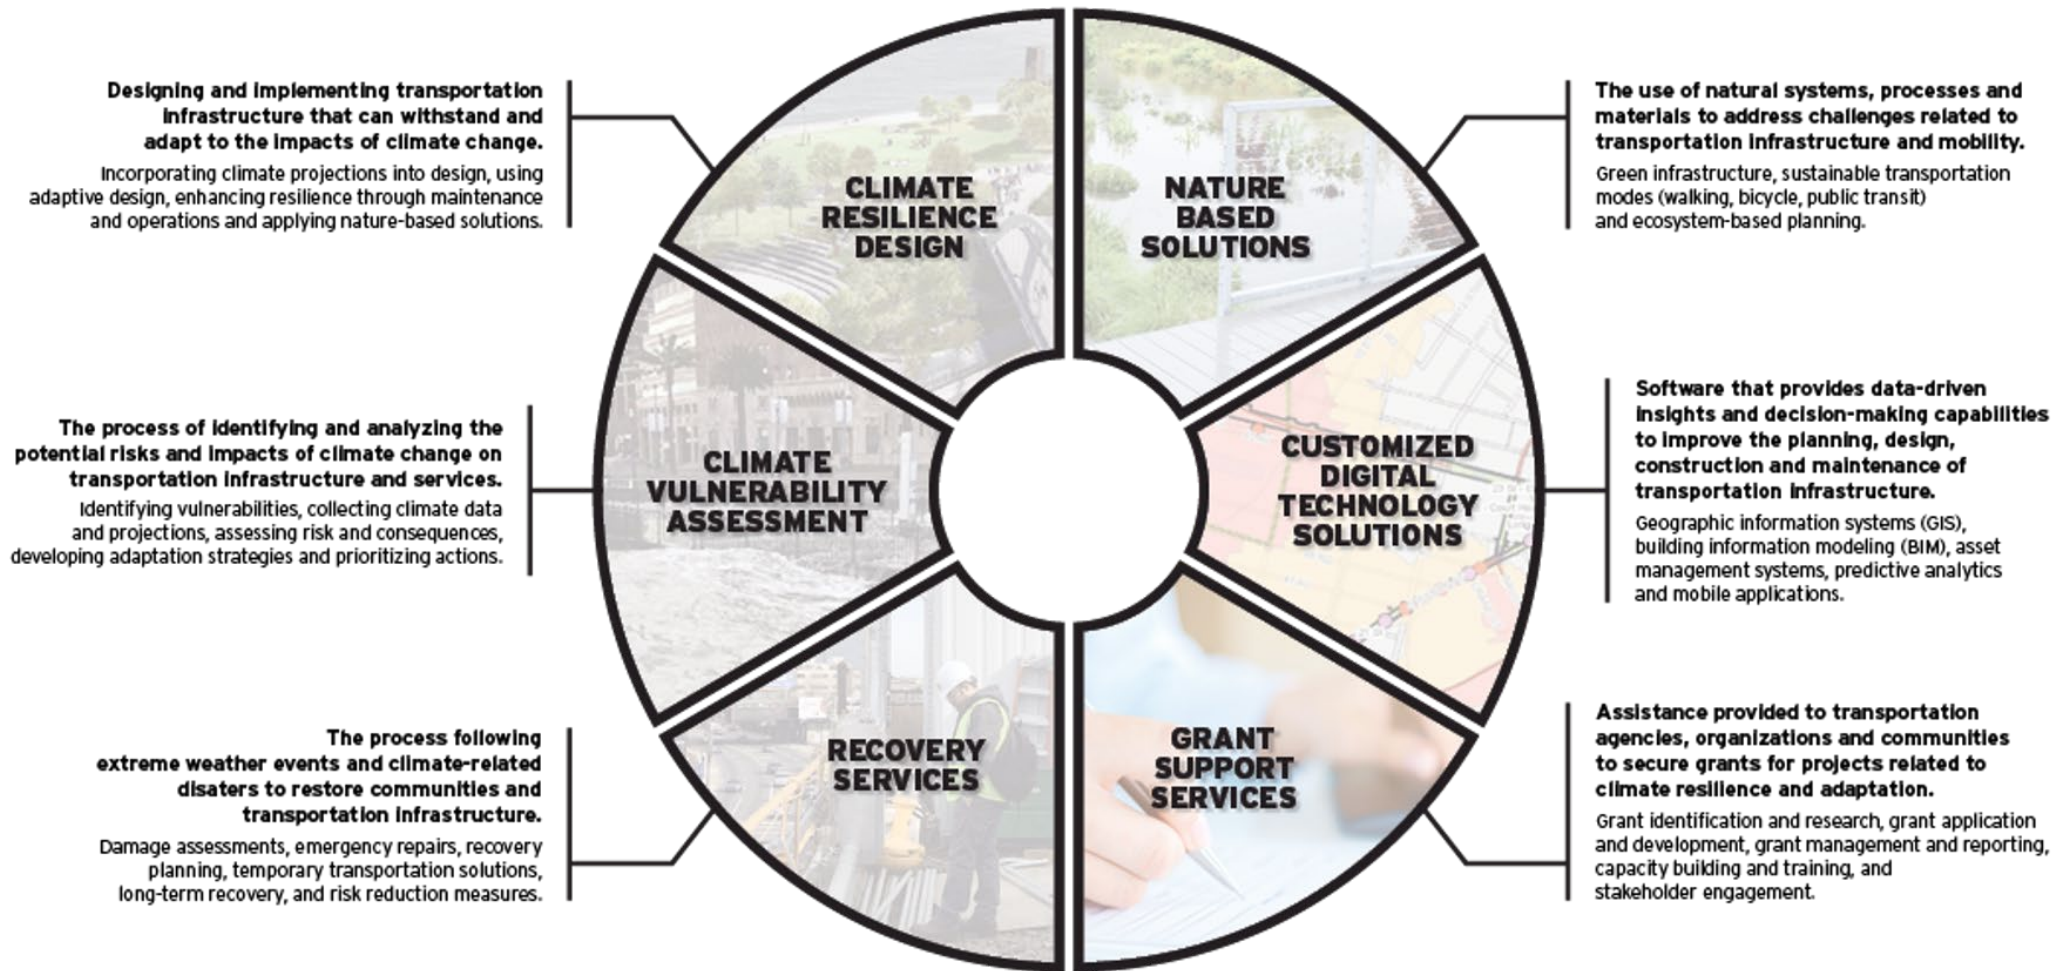 Designing and implementing transportation
infrastructure that can withstand and
adapt to the impacts of climate change.
Incorporating climate projections into design, using
adaptive design, enhancing resilience through maintenance
and operations and applying nature-based solutions.
CLIMATE
RESILIENCE
DESIGN
NATURE
BASED
SOLUTIONS
The use of natural systems, processes and
materials to address challenges related to
transportation infrastructure and mobility.
Green infrastructure, sustainable transportation
modes (walking, bicycle, public transit)
and ecosystem-based planning.
The process of identifying and analyzing the
potential risks and impacts of climate change on
transportation infrastructure and services.
Identifying vulnerabilities, collecting climate data
and projections, assessing risk and consequences,
developing adaptation strategies and prioritizing actions.
CLIMATE
VULNERABILITY
ASSESSMENT
CUSTOMIZED
DIGITAL
TECHNOLOGY
SOLUTIONS
Software that provides data-driven
insights and decision-making capabilities
to improve the planning, design,
construction and maintenance of
transportation infrastructure.
Geographic information systems (GIS),
building information modeling (BIM), asset
management systems, predictive analytics
and mobile applications.
The process following
extreme weather events and climate-related
disaters to restore communities and
transportation infrastructure.
Damage assessments, emergency repairs, recovery
planning, temporary transportation solutions,
long-term recovery, and risk reduction measures.
RECOVERY
SERVICES
GRANT
SUPPORT
SERVICES
Assistance provided to transportation
agencies, organizations and communities
to secure grants for projects related to
climate resilience and adaptation.
Grant identification and research, grant application
and development, grant management and reporting,
capacity building and training, and
stakeholder engagement.